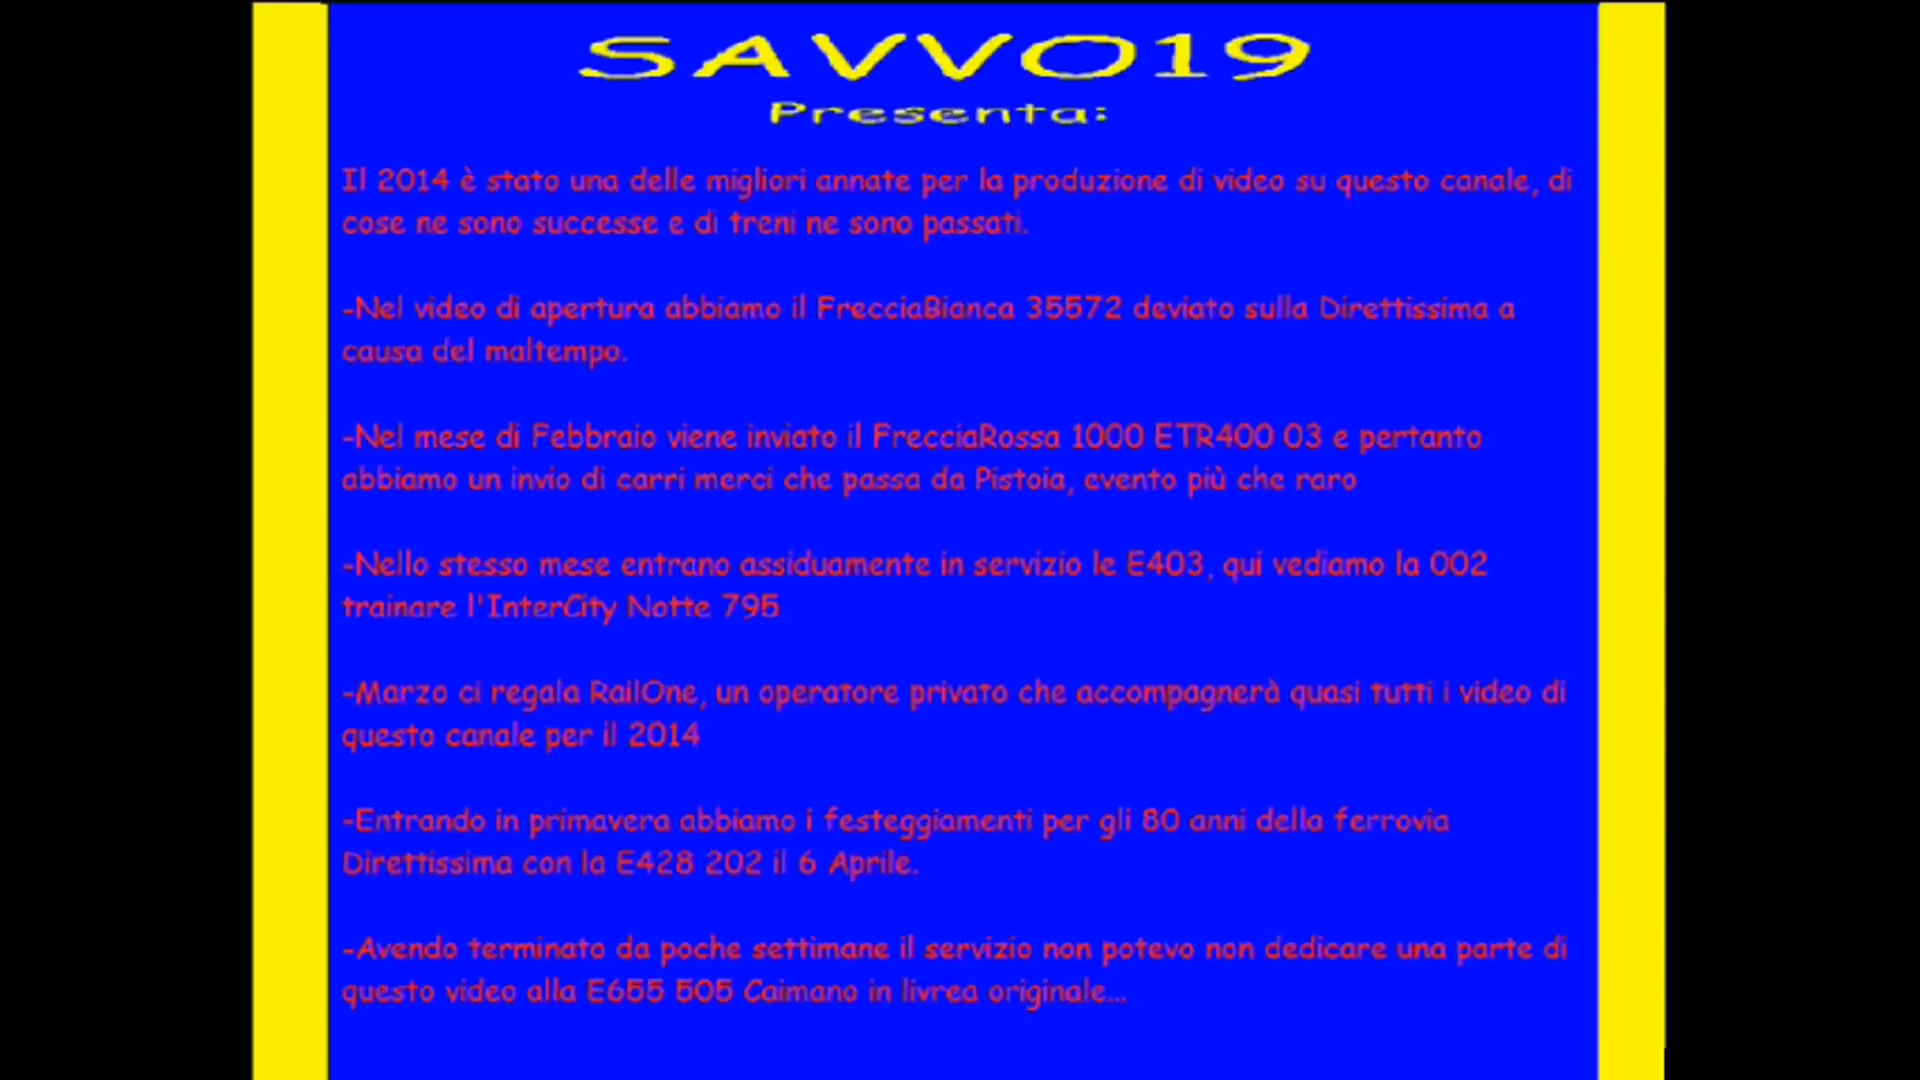 SAVVO19
Presenta:
Il 2014 è stato una delle migliori annate per la produzione di video su questo canale, di
cose ne sono successe e di treni ne sono passati.
-Nel video di apertura abbiamo il FrecciaBianca 35572 deviato sulla Direttissima a
causa del maltempo.
-Nel mese di Febbraio viene inviato il FrecciaRossa 1000 ETR400 03 e pertanto
abbiamo un invio di carri merci che passa da Pistoia, evento più che raro
-Nello stesso mese entrano assiduamente in servizio le E403, qui vediamo la 002
trainare l'InterCity Notte 795
-Marzo ci regala RailOne, un operatore privato che accompagnerà quasi tutti i video di
questo canale per il 2014
-Entrando in primavera abbiamo i festeggiamenti per gli 80 anni della ferrovia
Direttissima con la E428 202 il 6 Aprile.
-Avendo terminato da poche settimane il servizio non potevo non dedicare una parte di
questo video alla E655 505 Caimano in livrea originale...